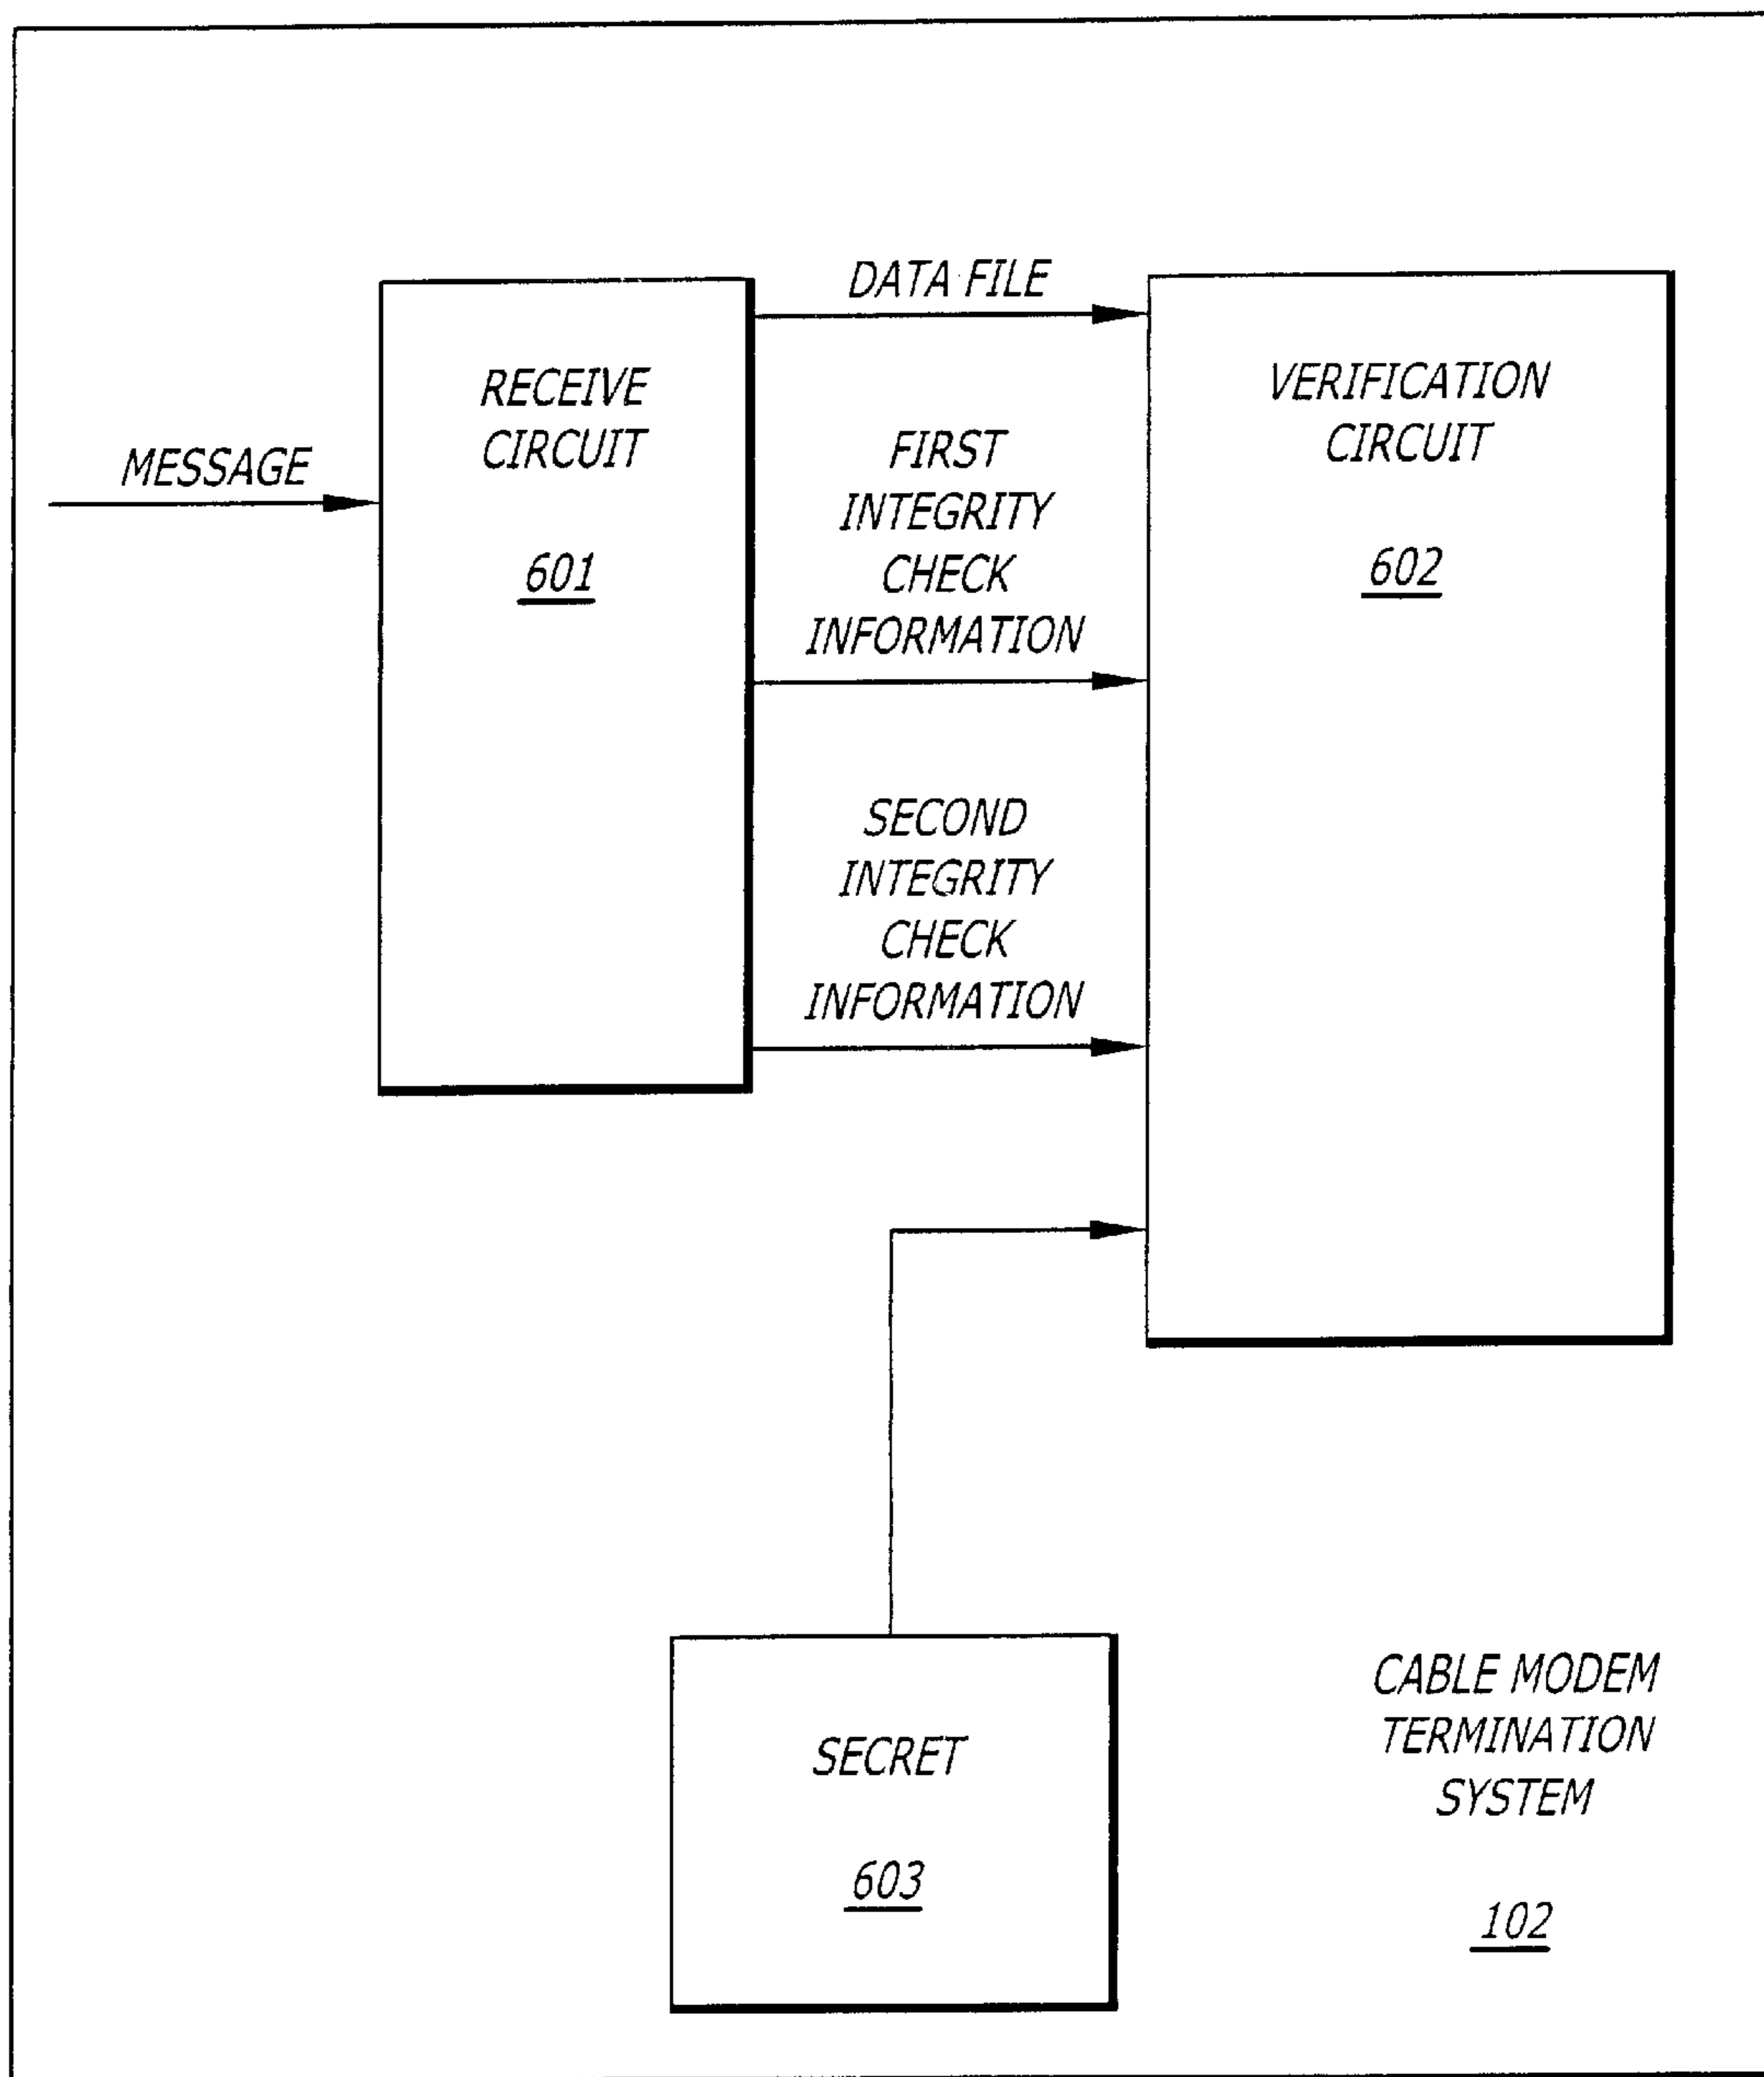 MESSAGE
RECEIVE
CIRCUIT
601
DATA FILE
FIRST
INTEGRITY
CHECK
INFORMATION
SECOND
INTEGRITY
CHECK
INFORMATION
VERIFICATION
CIRCUIT
602
SECRET
603
CABLE MODEM
TERMINATION
SYSTEM
102